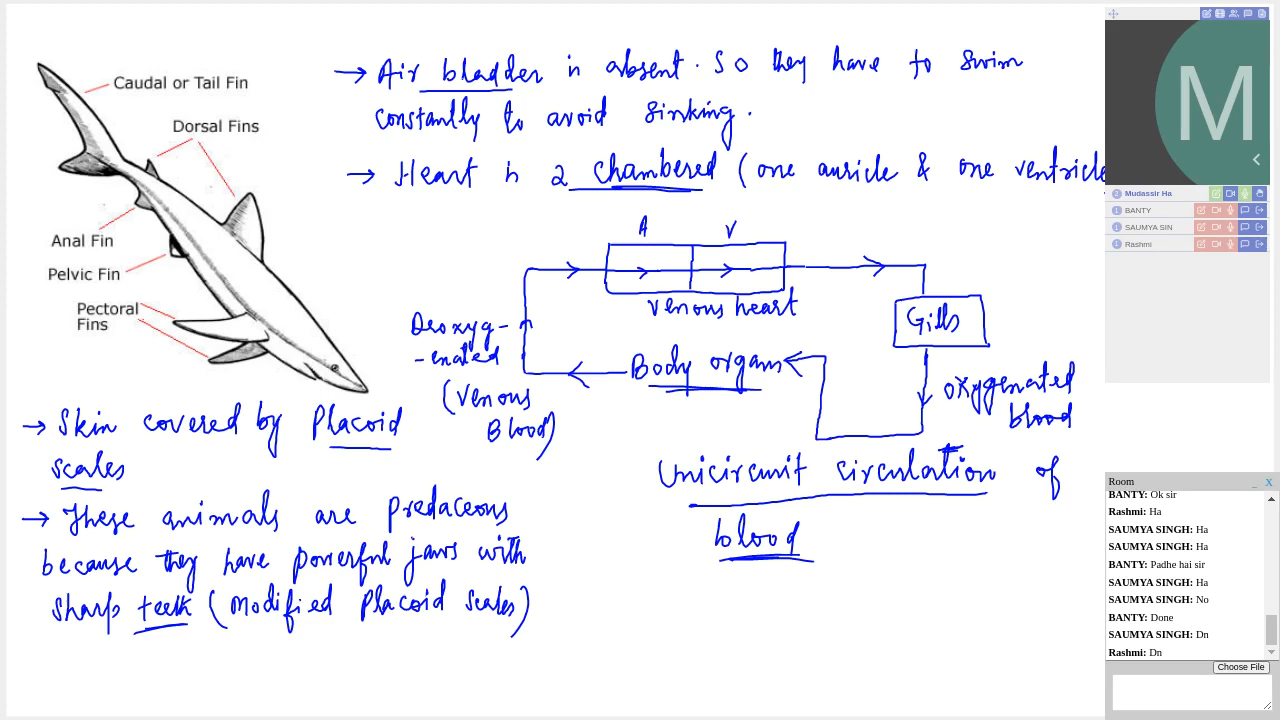 Caudal or Tail Fin
Dorsal Fins
Anal Fin
Pelvic Fin
Pectoral
Fins
→ Air bladder is absent. So they have to swim
constantly to avoid sinking.
→ Heart is 2 chambered (one auricle & one ventricle
A V
Venous heart
Gills
Deoxyg-
-enated
(Venous
Blood)
Body organs
oxygenated
blood
Unicircuit circulation of
blood
→ Skin covered by Placoid
scales
→ These animals are predaceous
because they have powerful jaws with
sharp teeth (modified placoid scales)
M
Mudassir Ha
BANTY
SAUMYA SIN
Rashmi
Room _ X
BANTY: Ok sir
Rashmi: Ha
SAUMYA SINGH: Ha
SAUMYA SINGH: Ha
BANTY: Padhe hai sir
SAUMYA SINGH: Ha
SAUMYA SINGH: No
BANTY: Done
SAUMYA SINGH: Dn
Rashmi: Dn
Choose File